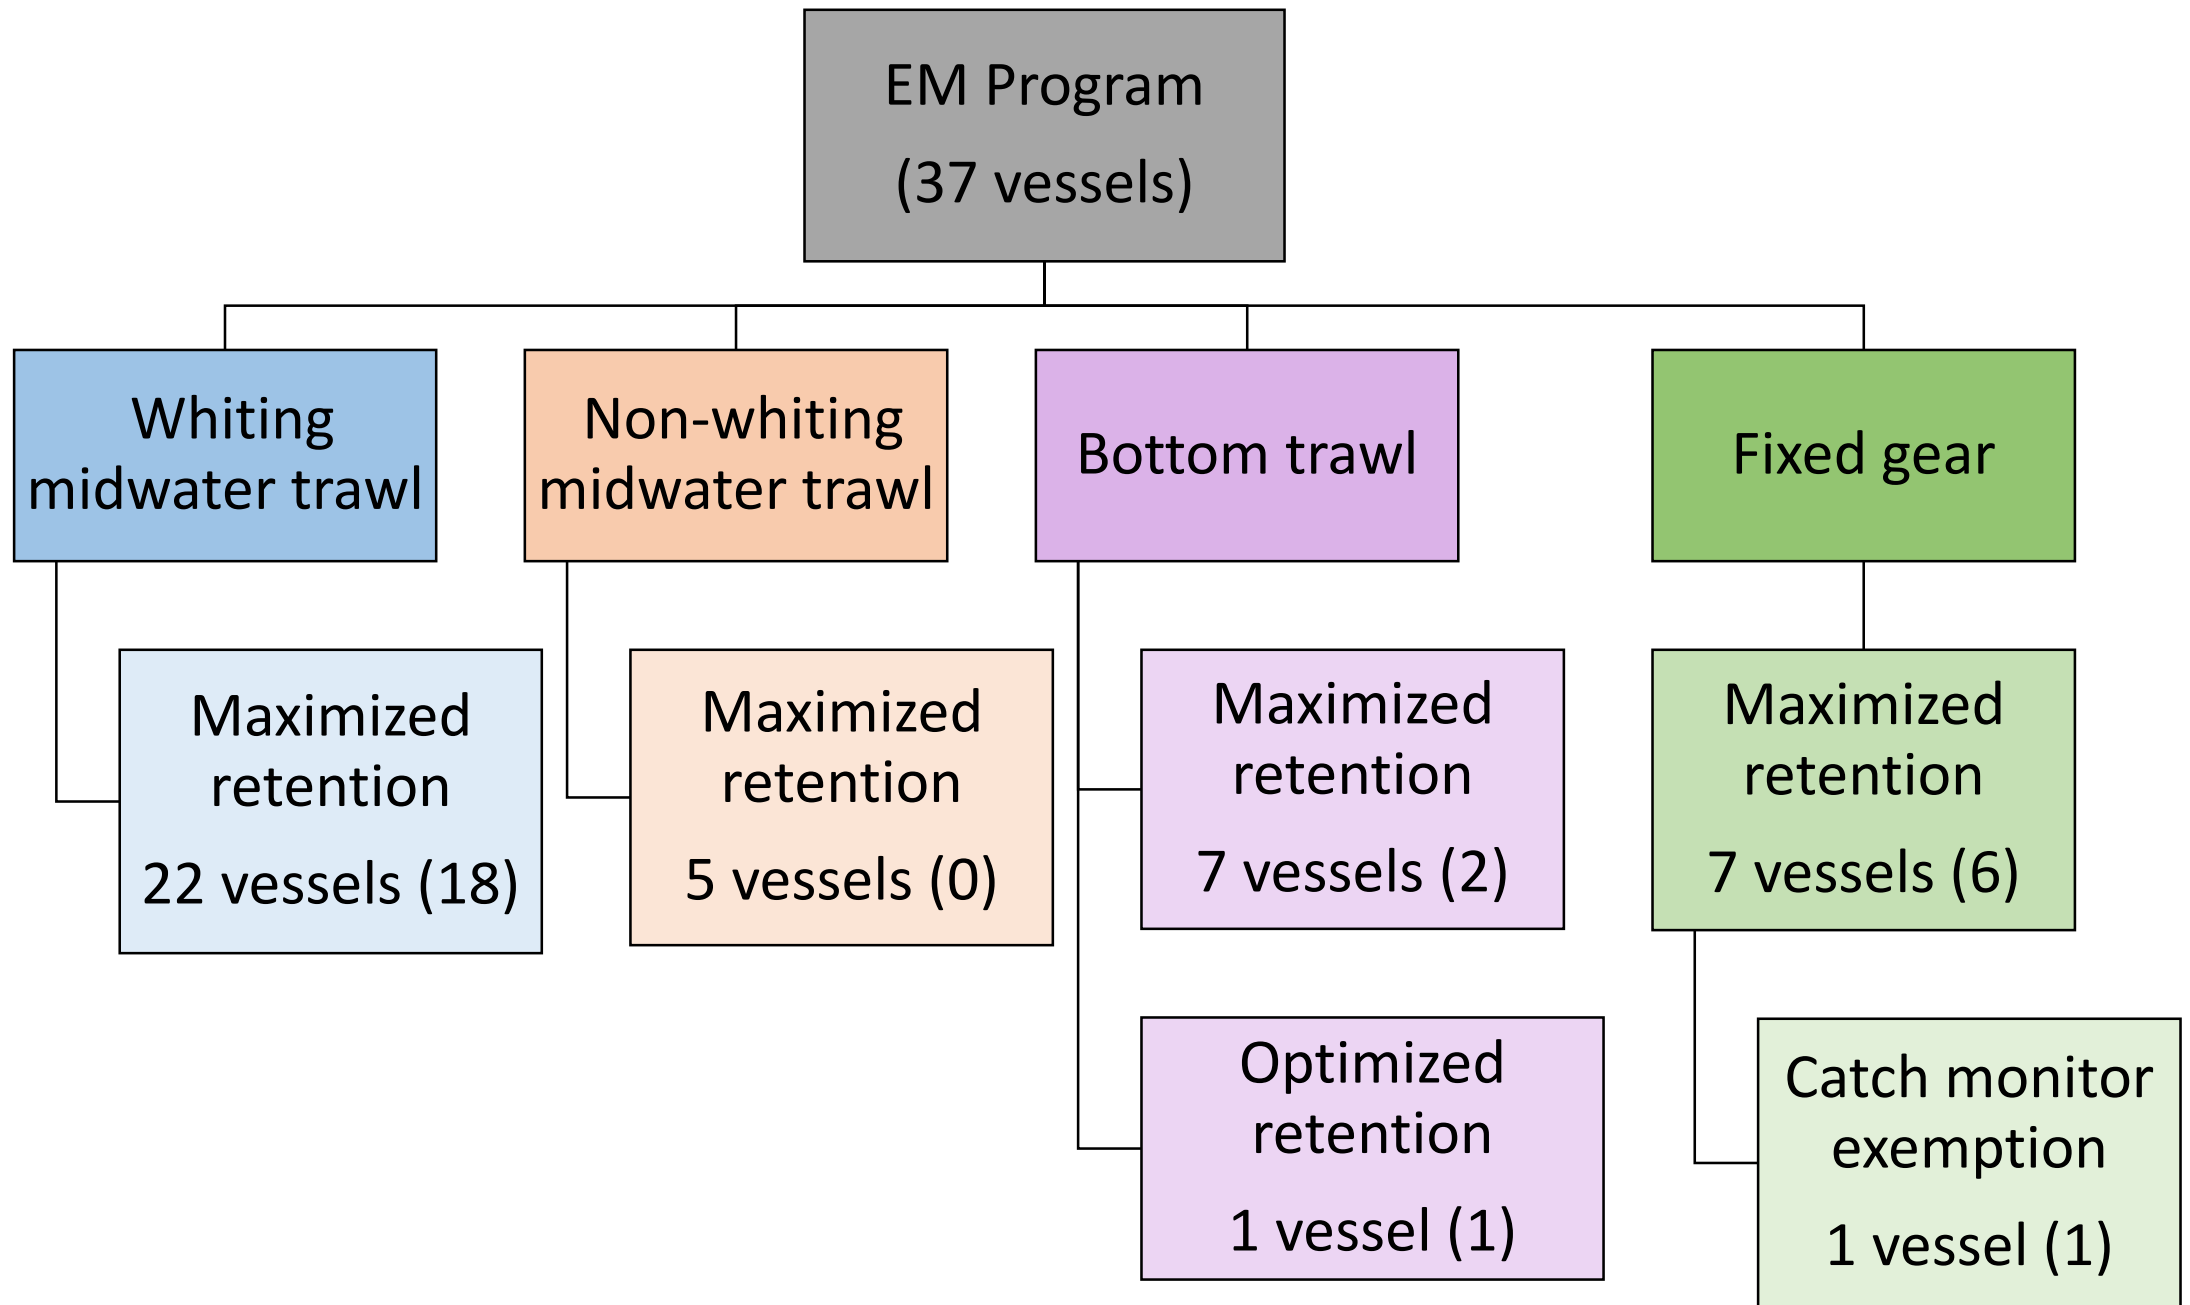 EM Program
(37 vessels)
Whiting
midwater trawl
Non-whiting
midwater trawl
Bottom trawl
Fixed gear
Maximized
retention
22 vessels (18)
Maximized
retention
5 vessels (0)
Maximized
retention
7 vessels (2)
Maximized
retention
7 vessels (6)
Optimized
retention
1 vessel (1)
Catch monitor
exemption
1 vessel (1)